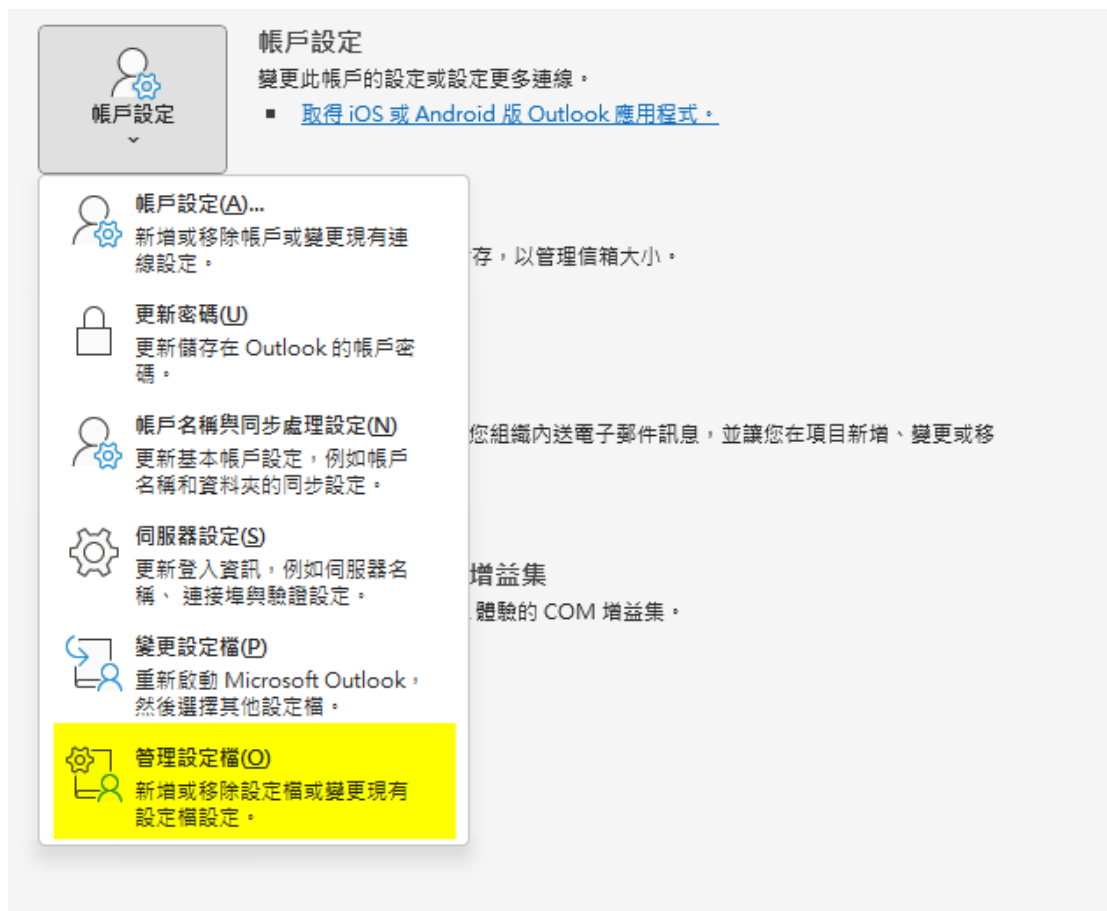 帳戶設定
變更此帳戶的設定或設定更多連線。
▪ 取得 iOS 或 Android 版 Outlook 應用程式。
帳戶設定
帳戶設定(A)...
新增或移除帳戶或變更現有連
線設定。
存，以管理信箱大小。
更新密碼(U)
更新儲存在 Outlook 的帳戶密
碼。
帳戶名稱與同步處理設定(N)
更新基本帳戶設定，例如帳戶
名稱和資料夾的同步設定。
您組織內送電子郵件訊息，並讓您在項目新增、變更或移
伺服器設定(S)
更新登入資訊，例如伺服器名
稱、 連接埠與驗證設定。
增益集
體驗的 COM 增益集。
變更設定檔(P)
重新啟動 Microsoft Outlook，
然後選擇其他設定檔。
管理設定檔(O)
新增或移除設定檔或變更現有
設定檔設定。